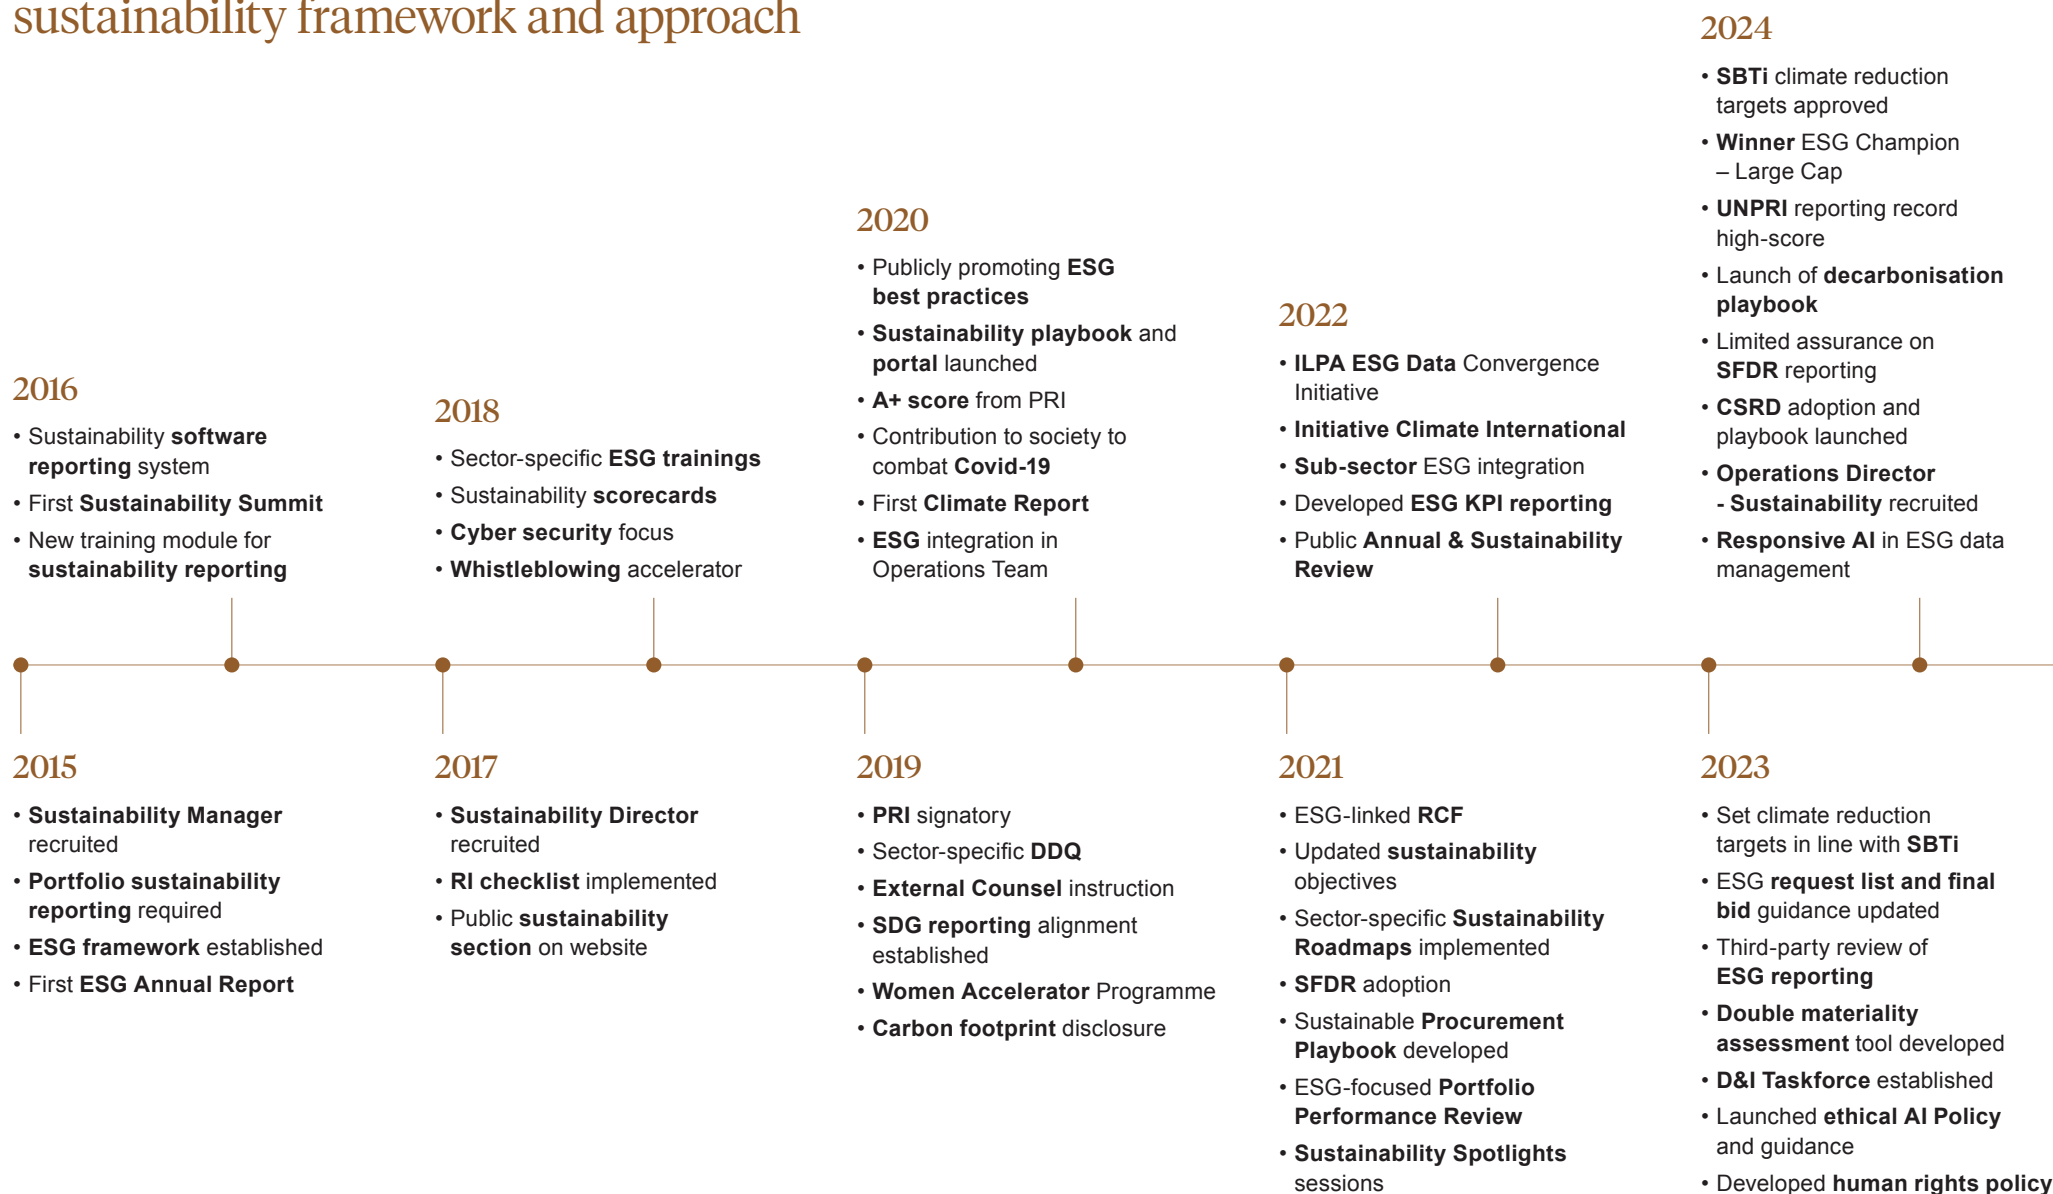 sustainability framework and approach
2016
• Sustainability software
reporting system
• First Sustainability Summit
• New training module for
sustainability reporting
2018
• Sector-specific ESG trainings
• Sustainability scorecards
• Cyber security focus
• Whistleblowing accelerator
2020
• Publicly promoting ESG
best practices
• Sustainability playbook and
portal launched
• A+ score from PRI
• Contribution to society to
combat Covid-19
• First Climate Report
• ESG integration in
Operations Team
2022
• ILPA ESG Data Convergence
Initiative
• Initiative Climate International
• Sub-sector ESG integration
• Developed ESG KPI reporting
• Public Annual & Sustainability
Review
2024
• SBTi climate reduction
targets approved
• Winner ESG Champion
– Large Cap
• UNPRI reporting record
high-score
• Launch of decarbonisation
playbook
• Limited assurance on
SFDR reporting
• CSRD adoption and
playbook launched
• Operations Director
- Sustainability recruited
• Responsive AI in ESG data
management
2015
• Sustainability Manager
recruited
• Portfolio sustainability
reporting required
• ESG framework established
• First ESG Annual Report
2017
• Sustainability Director
recruited
• RI checklist implemented
• Public sustainability
section on website
2019
• PRI signatory
• Sector-specific DDQ
• External Counsel instruction
• SDG reporting alignment
established
• Women Accelerator Programme
• Carbon footprint disclosure
2021
• ESG-linked RCF
• Updated sustainability
objectives
• Sector-specific Sustainability
Roadmaps implemented
• SFDR adoption
• Sustainable Procurement
Playbook developed
• ESG-focused Portfolio
Performance Review
• Sustainability Spotlights
sessions
2023
• Set climate reduction
targets in line with SBTi
• ESG request list and final
bid guidance updated
• Third-party review of
ESG reporting
• Double materiality
assessment tool developed
• D&I Taskforce established
• Launched ethical AI Policy
and guidance
• Developed human rights policy